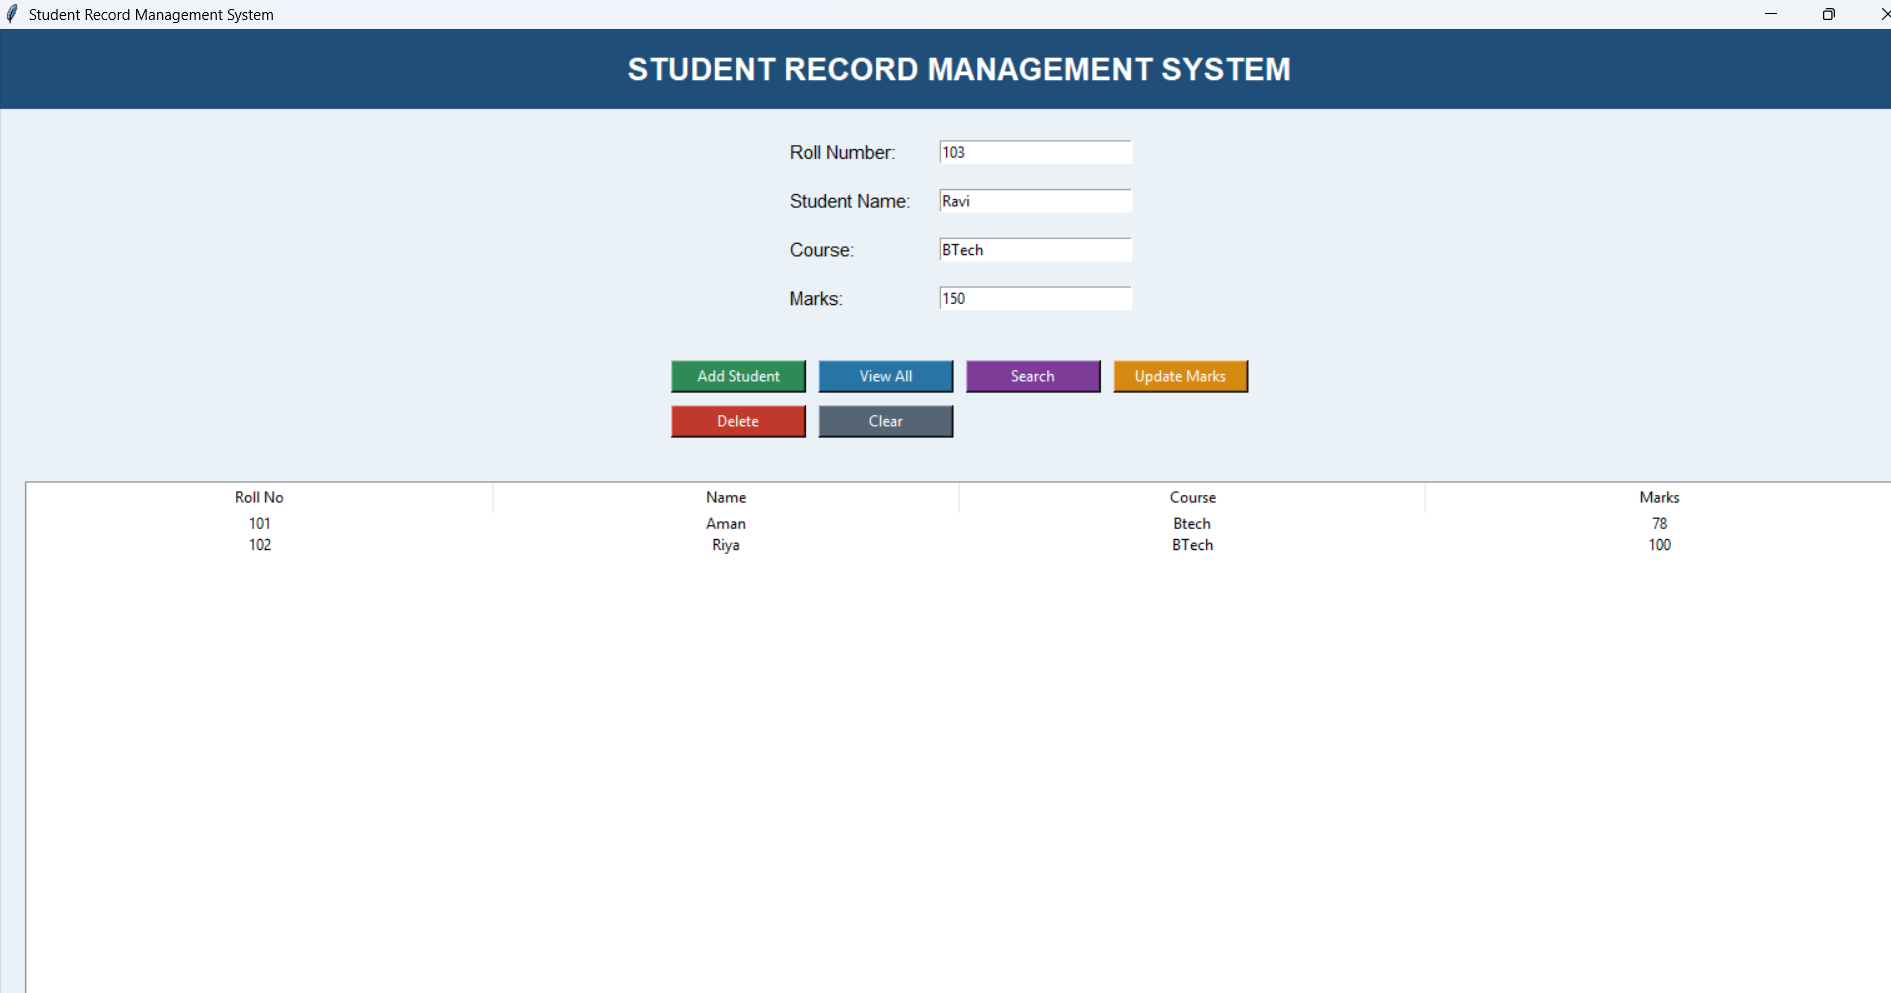 Student Record Management System
STUDENT RECORD MANAGEMENT SYSTEM
Roll Number: 103
Student Name: Ravi
Course: BTech
Marks: 150
Add Student View All Search Update Marks
Delete Clear
Roll No Name Course Marks
101 Aman Btech 78
102 Riya BTech 100